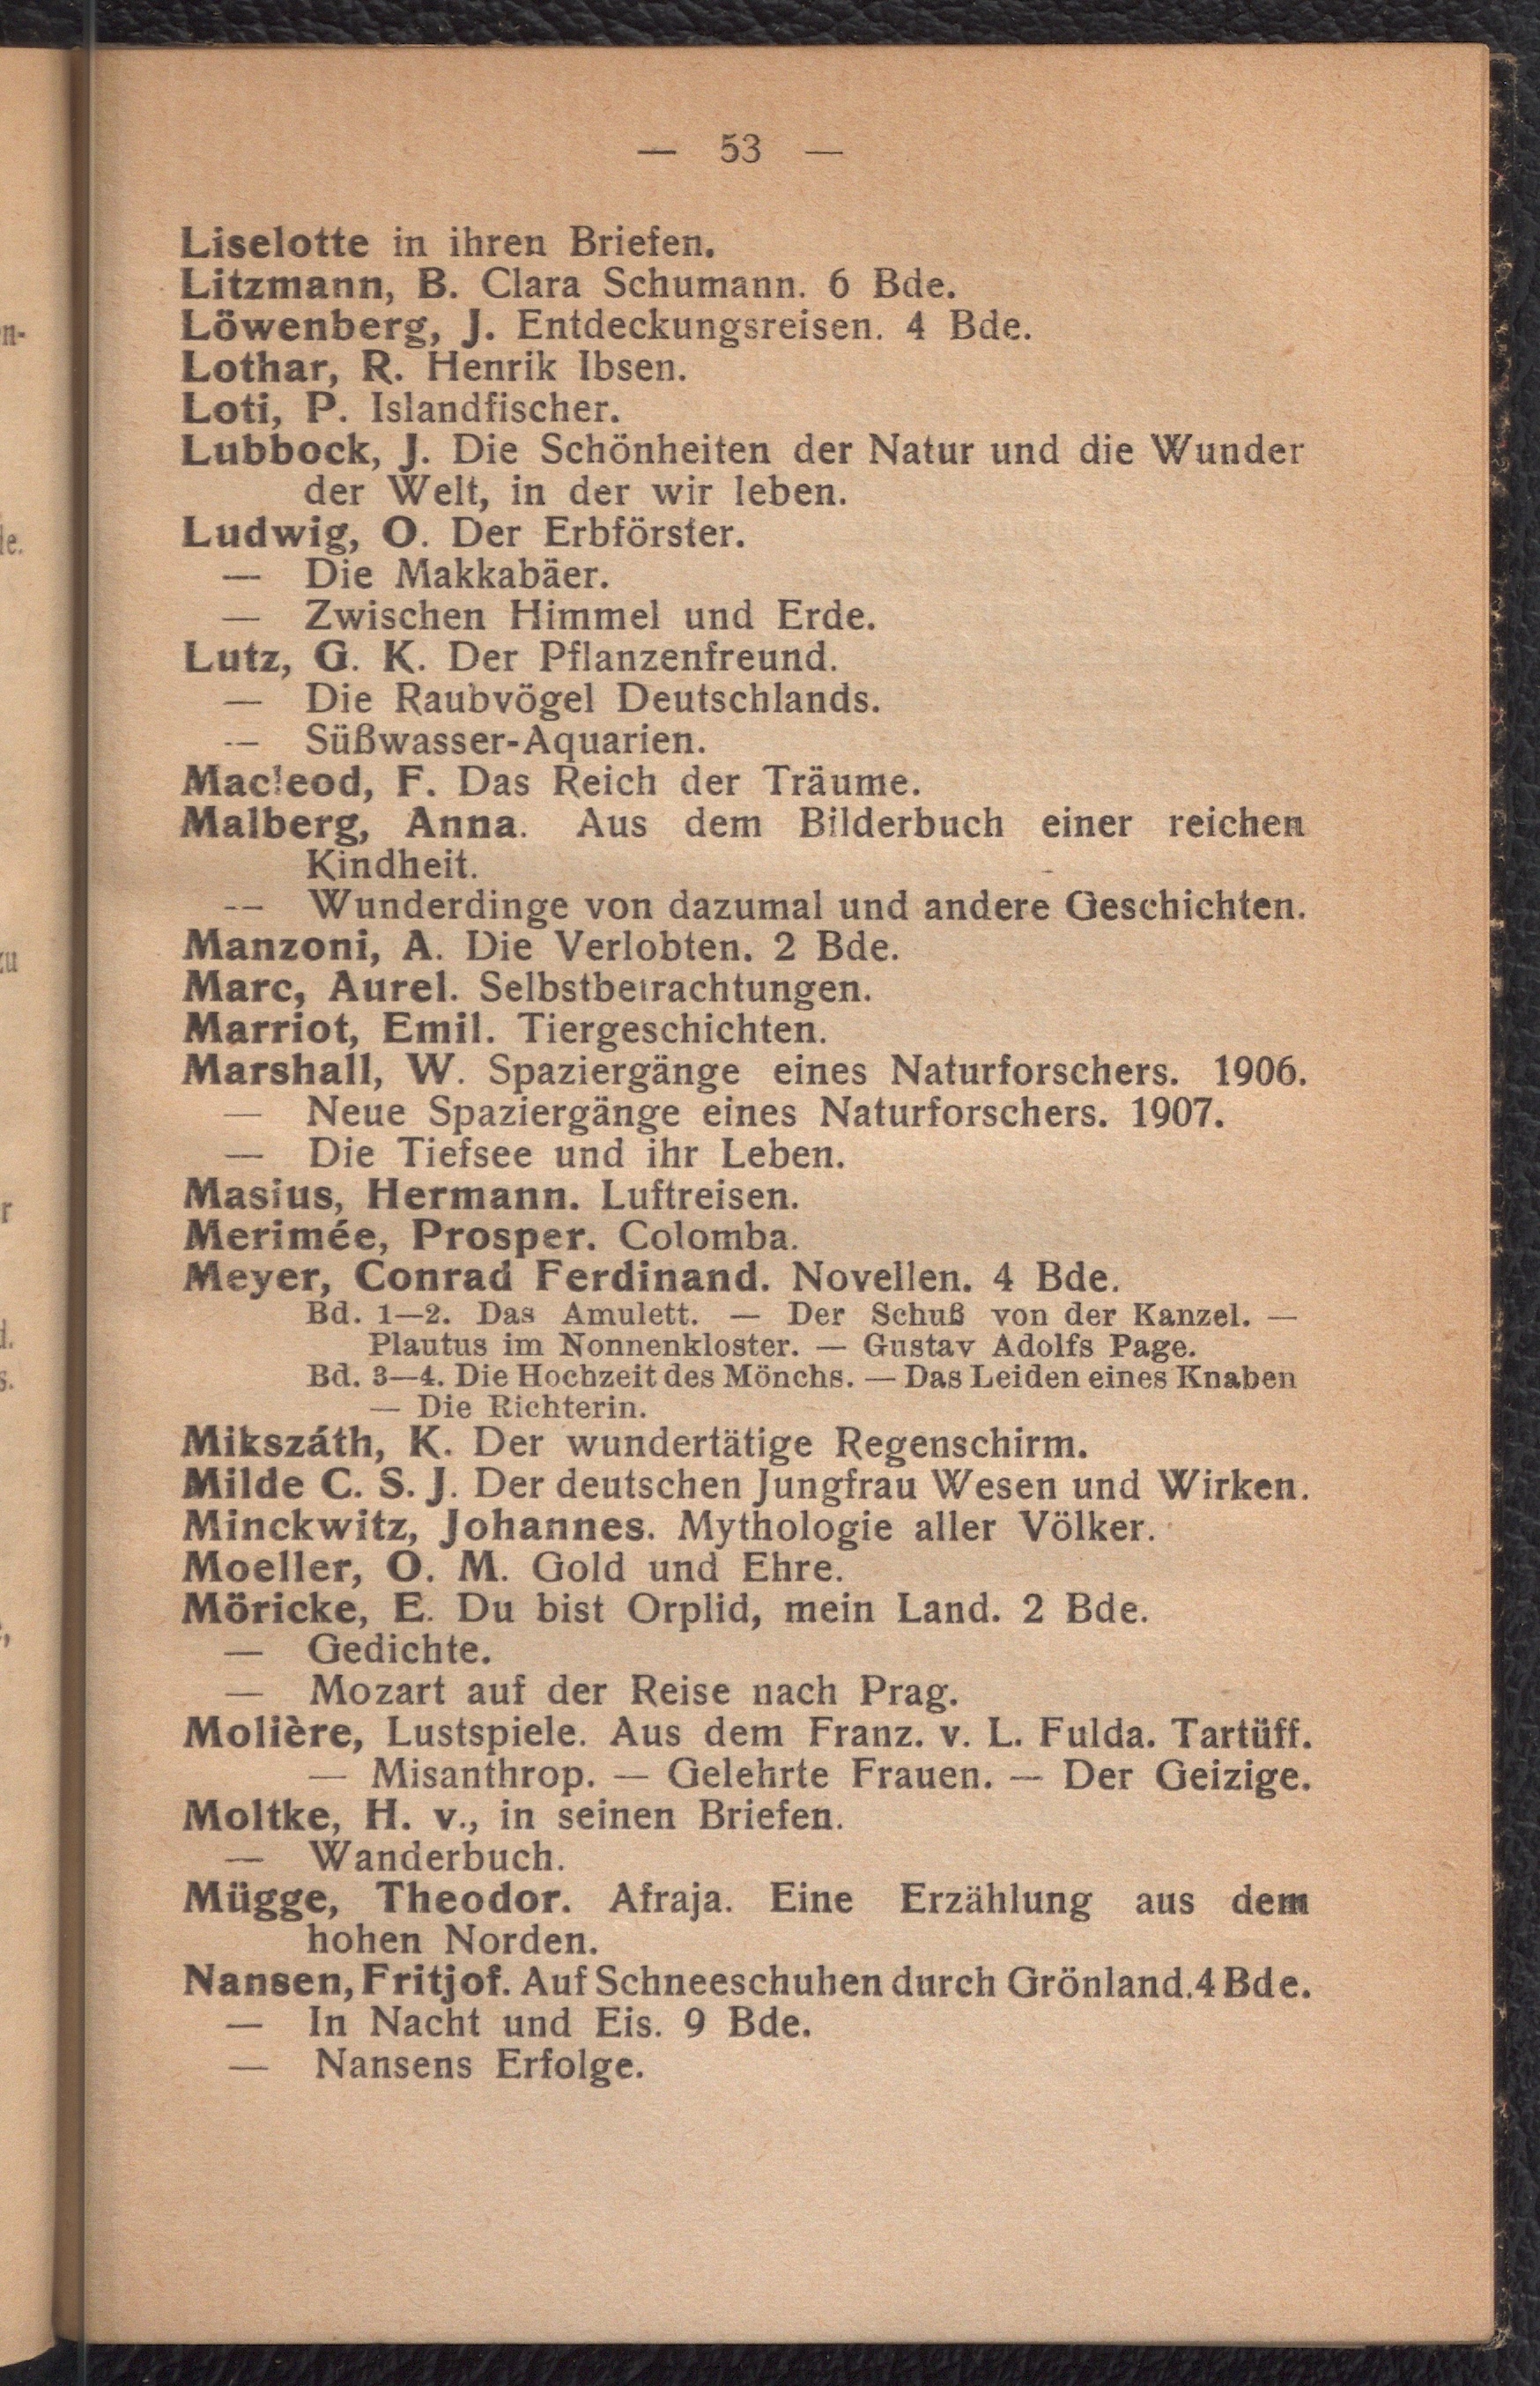 — 53 —
Liselotte in ihren Briefen.
Litzmann, B. Clara Schumann. 6 Bde.
Löwenberg, J. Entdeckungsreisen. 4 Bde.
Lothar, R. Henrik Ibsen.
Loti, P. Islandfischer.
Lubbock, J. Die Schönheiten der Natur und die Wunder
der Welt, in der wir leben.
Ludwig, O. Der Erbförster.
— Die Makkabäer.
— Zwischen Himmel und Erde.
Lutz, G. K. Der Pflanzenfreund.
— Die Raubvögel Deutschlands.
— Süßwasser-Aquarien.
Macleod, F. Das Reich der Träume.
Malberg, Anna. Aus dem Bilderbuch einer reichen
Kindheit.
— Wunderdinge von dazumal und andere Geschichten.
Manzoni, A. Die Verlobten. 2 Bde.
Marc, Aurel. Selbstbetrachtungen.
Marriot, Emil. Tiergeschichten.
Marshall, W. Spaziergänge eines Naturforschers. 1906.
— Neue Spaziergänge eines Naturforschers. 1907.
— Die Tiefsee und ihr Leben.
Masius, Hermann. Luftreisen.
Merimée, Prosper. Colomba.
Meyer, Conrad Ferdinand. Novellen. 4 Bde.
Bd. 1—2. Das Amulett. — Der Schuß von der Kanzel. —
Plautus im Nonnenkloster. — Gustav Adolfs Page.
Bd. 3—4. Die Hochzeit des Mönchs. — Das Leiden eines Knaben
— Die Richterin.
Mikszáth, K. Der wundertätige Regenschirm.
Milde C. S. J. Der deutschen Jungfrau Wesen und Wirken.
Minckwitz, Johannes. Mythologie aller Völker.
Moeller, O. M. Gold und Ehre.
Möricke, E. Du bist Orplid, mein Land. 2 Bde.
— Gedichte.
— Mozart auf der Reise nach Prag.
Molière, Lustspiele. Aus dem Franz. v. L. Fulda. Tartüff.
— Misanthrop. — Gelehrte Frauen. — Der Geizige.
Moltke, H. v., in seinen Briefen.
— Wanderbuch.
Mügge, Theodor. Afraja. Eine Erzählung aus dem
hohen Norden.
Nansen, Fritjof. Auf Schneeschuhen durch Grönland. 4 Bde.
— In Nacht und Eis. 9 Bde.
— Nansens Erfolge.